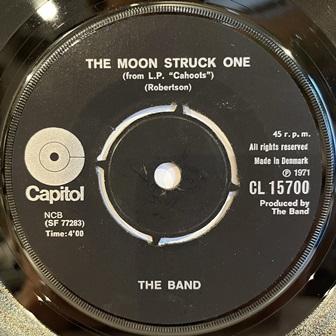 THE MOON STRUCK ONE
(from L.P. "Cahoots")
(Robertson)
45 r.p.m.
All rights reserved
Made in Denmark
℗ 1971
CL 15700
Produced by
The Band
Capitol
NCB
(SF 77283)
Time: 4'00
THE BAND